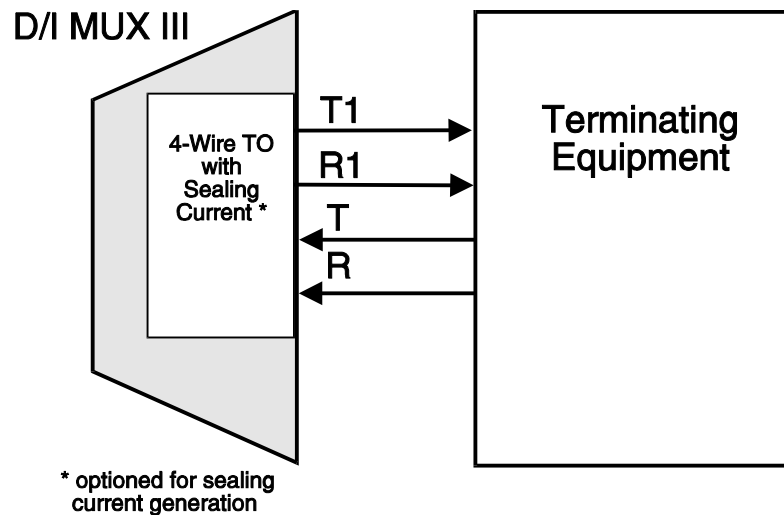 D/I MUX III
4-Wire TO
with
Sealing
Current *
T1
R1
T
R
Terminating
Equipment
* optioned for sealing
current generation